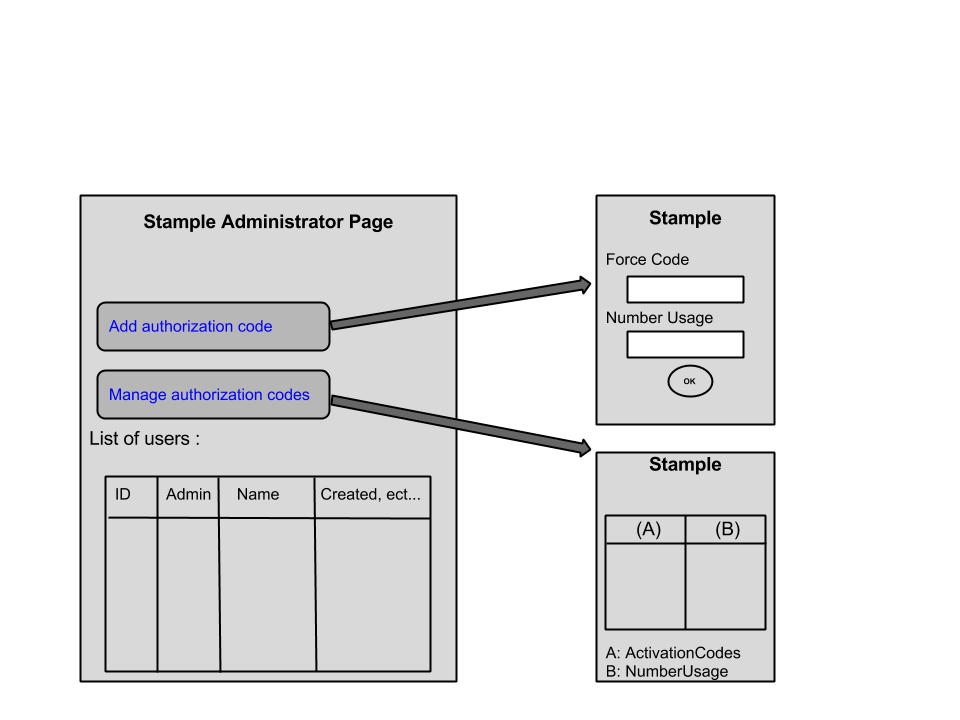 Stample Administrator Page
Add authorization code
Manage authorization codes
List of users :
ID Admin Name Created, ect...
Stample
Force Code
Number Usage
OK
Stample
(A) (B)
A: ActivationCodes
B: NumberUsage